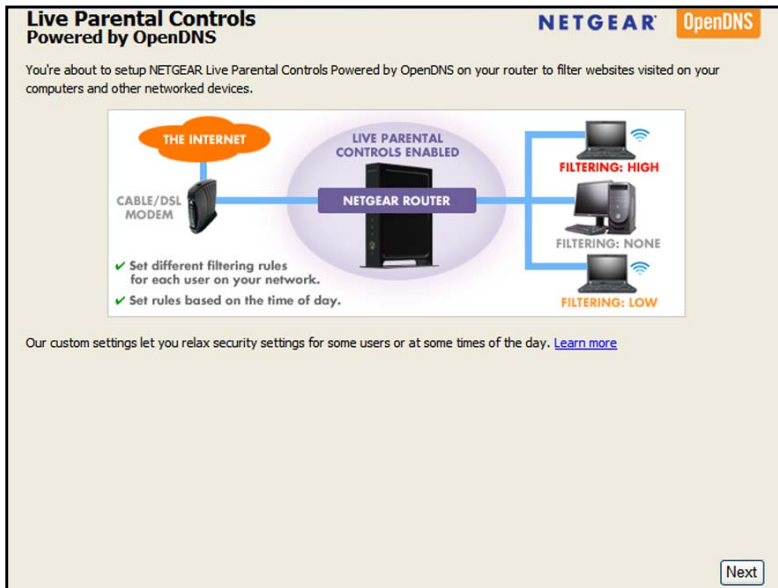 Live Parental Controls
Powered by OpenDNS
NETGEAR
OpenDNS
You're about to setup NETGEAR Live Parental Controls Powered by OpenDNS on your router to filter websites visited on your
computers and other networked devices.
THE INTERNET
CABLE/DSL
MODEM
LIVE PARENTAL
CONTROLS ENABLED
NETGEAR ROUTER
FILTERING: HIGH
FILTERING: NONE
FILTERING: LOW
✔ Set different filtering rules
for each user on your network.
✔ Set rules based on the time of day.
Our custom settings let you relax security settings for some users or at some times of the day. Learn more
Next